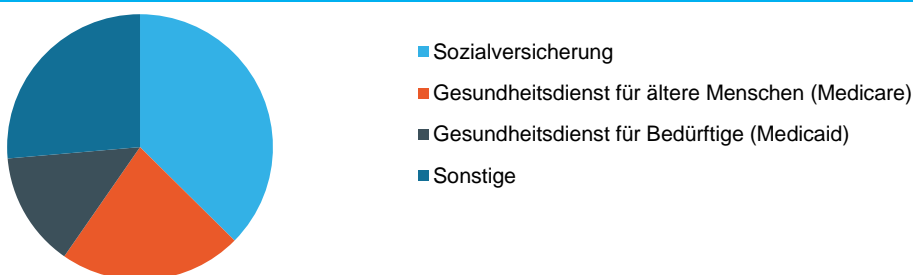 Sozialversicherung
Gesundheitsdienst für ältere Menschen (Medicare)
Gesundheitsdienst für Bedürftige (Medicaid)
Sonstige